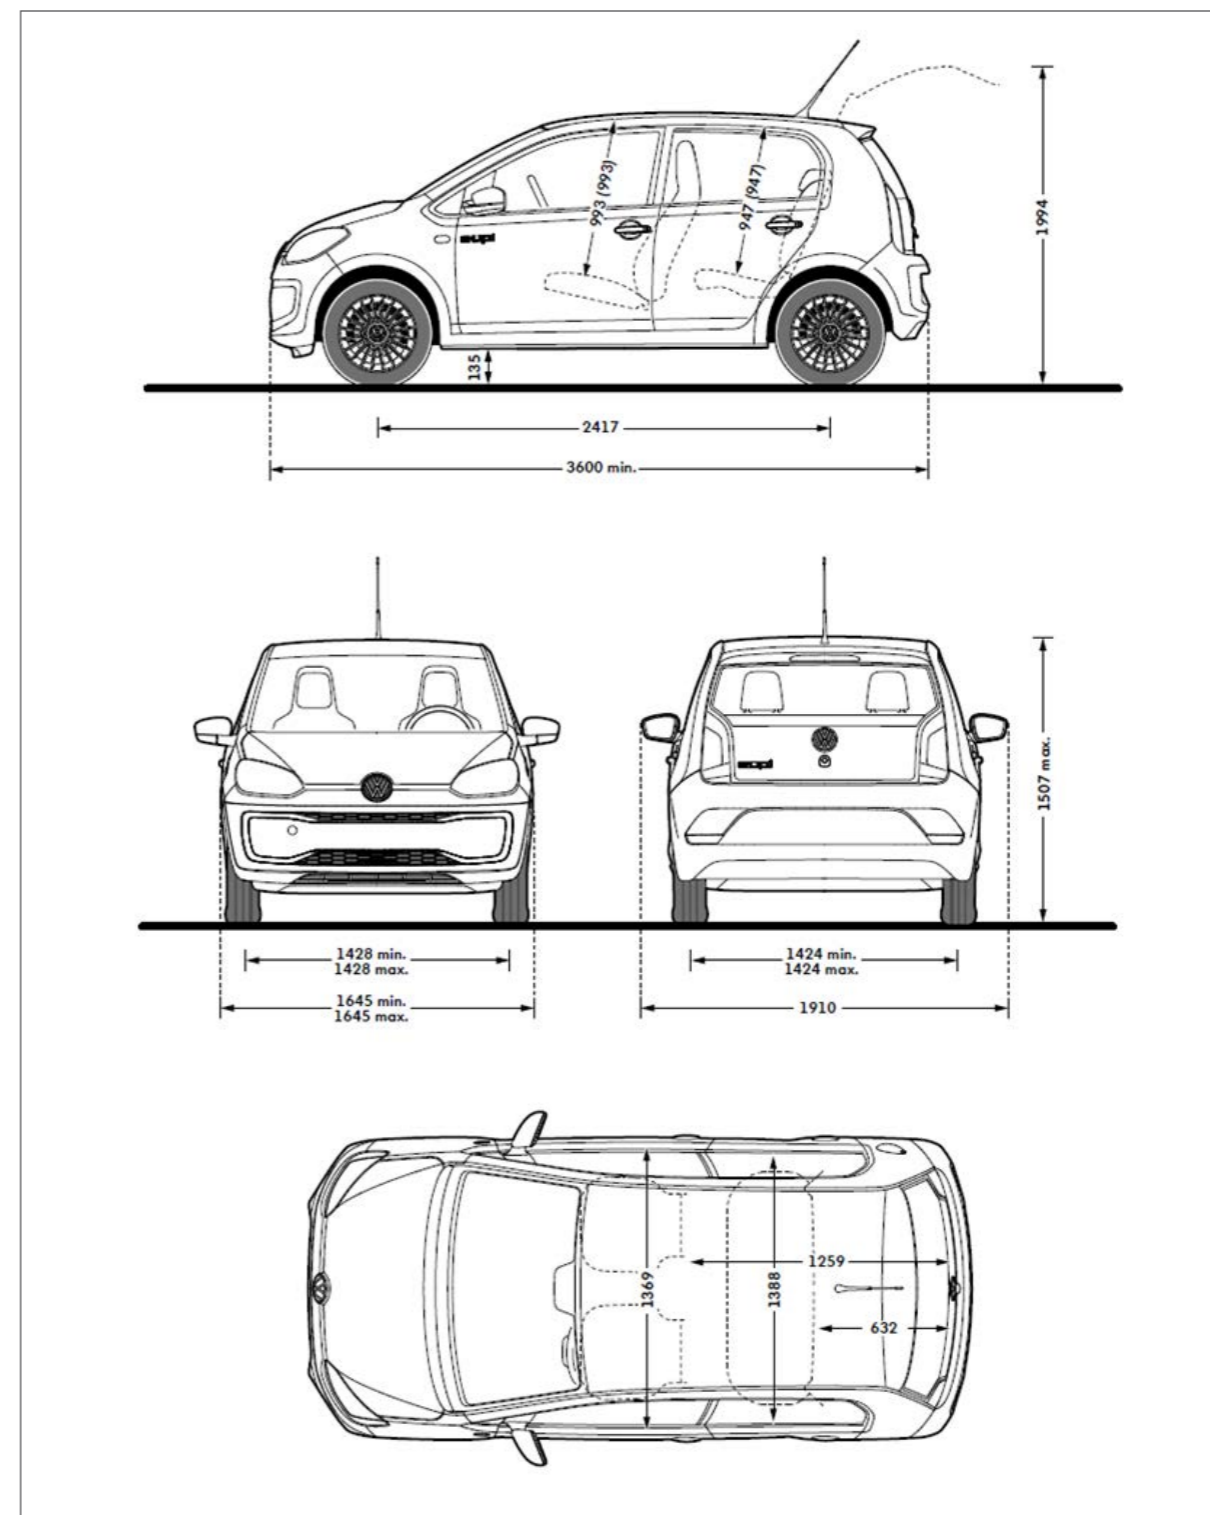 993 (993)
947 (947)
1994
e-up!
135
2417
3600 min.
1507 max.
e-up!
1428 min.
1428 max.
1424 min.
1424 max.
1645 min.
1645 max.
1910
1259
1369
1388
632